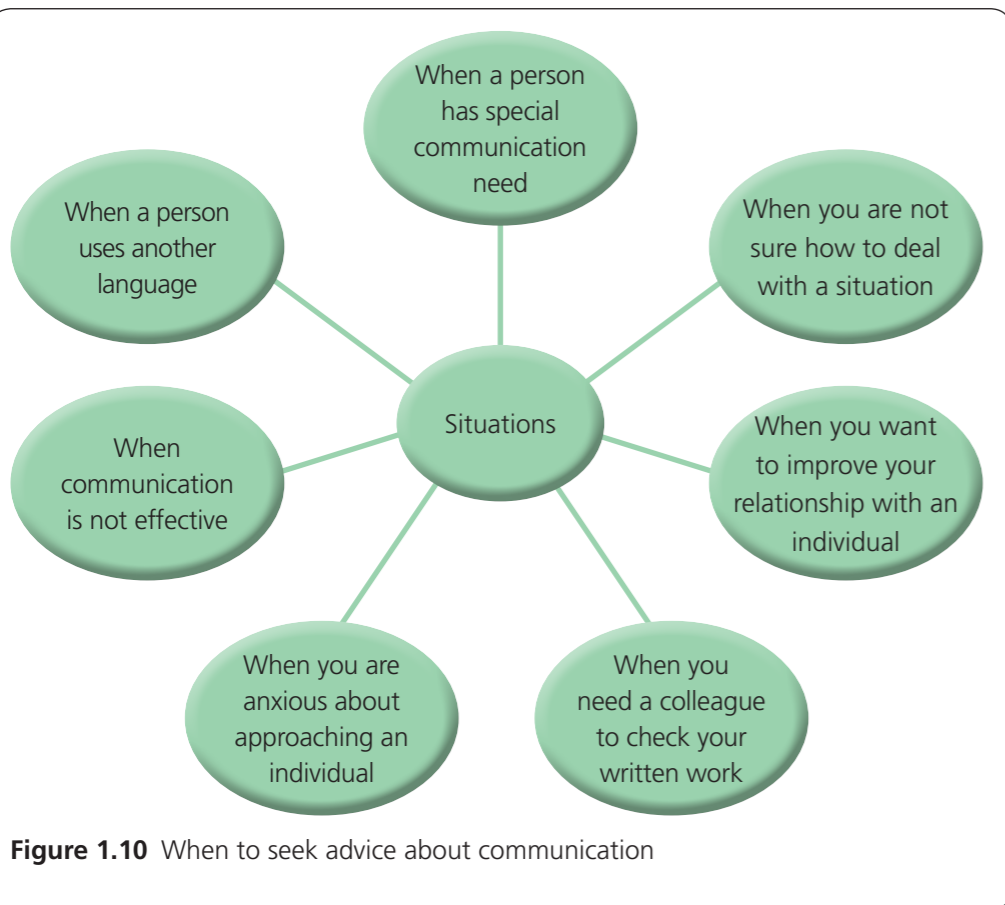 When a person
has special
communication
need
When you are not
sure how to deal
with a situation
When you want
to improve your
relationship with an
individual
When you
need a colleague
to check your
written work
When you are
anxious about
approaching an
individual
When
communication
is not effective
When a person
uses another
language
Situations
Figure 1.10 When to seek advice about communication